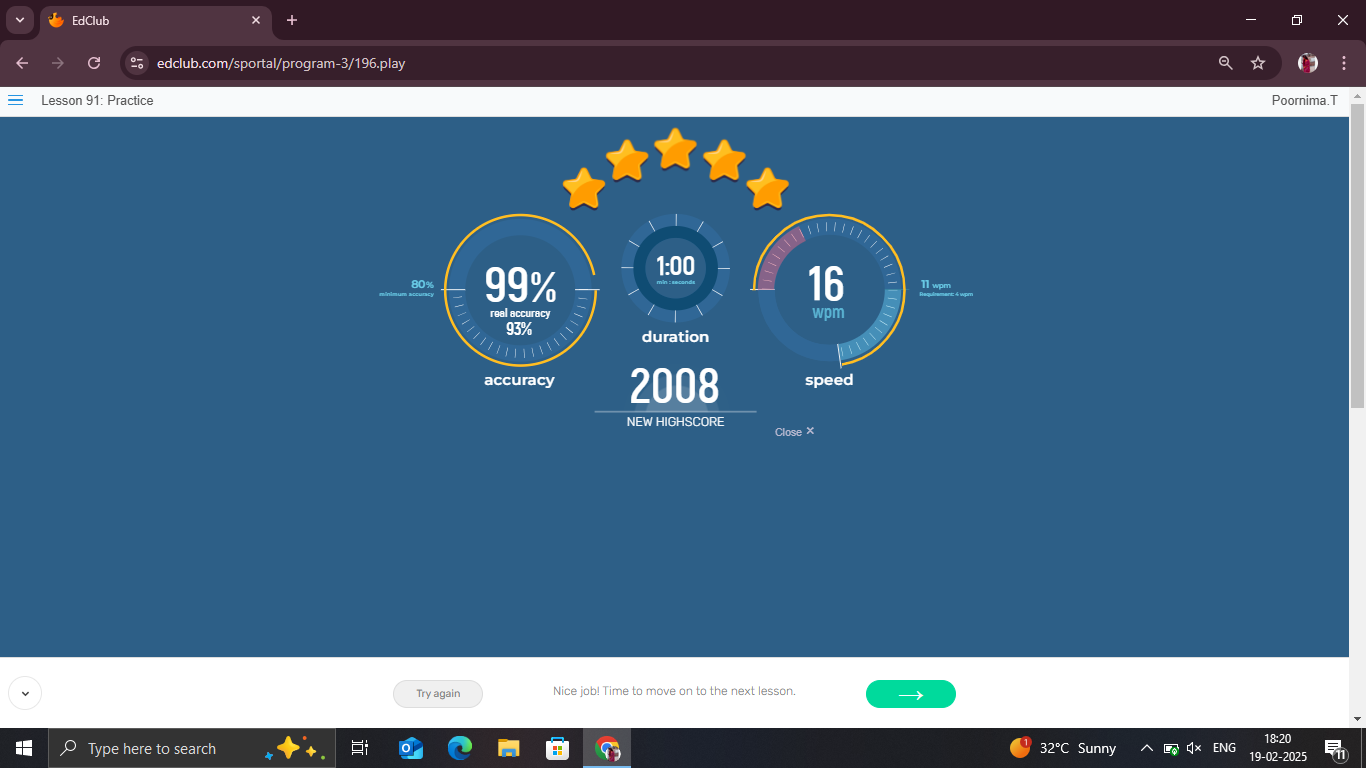 EdClub
edclub.com/sportal/program-3/196.play
Lesson 91: Practice
Poornima.T
99%
real accuracy
93%
80%
minimum accuracy
accuracy
1:00
min : seconds
duration
16
wpm
11 wpm
Requirement: 4 wpm
speed
2008
NEW HIGHSCORE
Close ×
Try again
Nice job! Time to move on to the next lesson.
Type here to search
1
32°C Sunny
ENG
18:20
19-02-2025
11